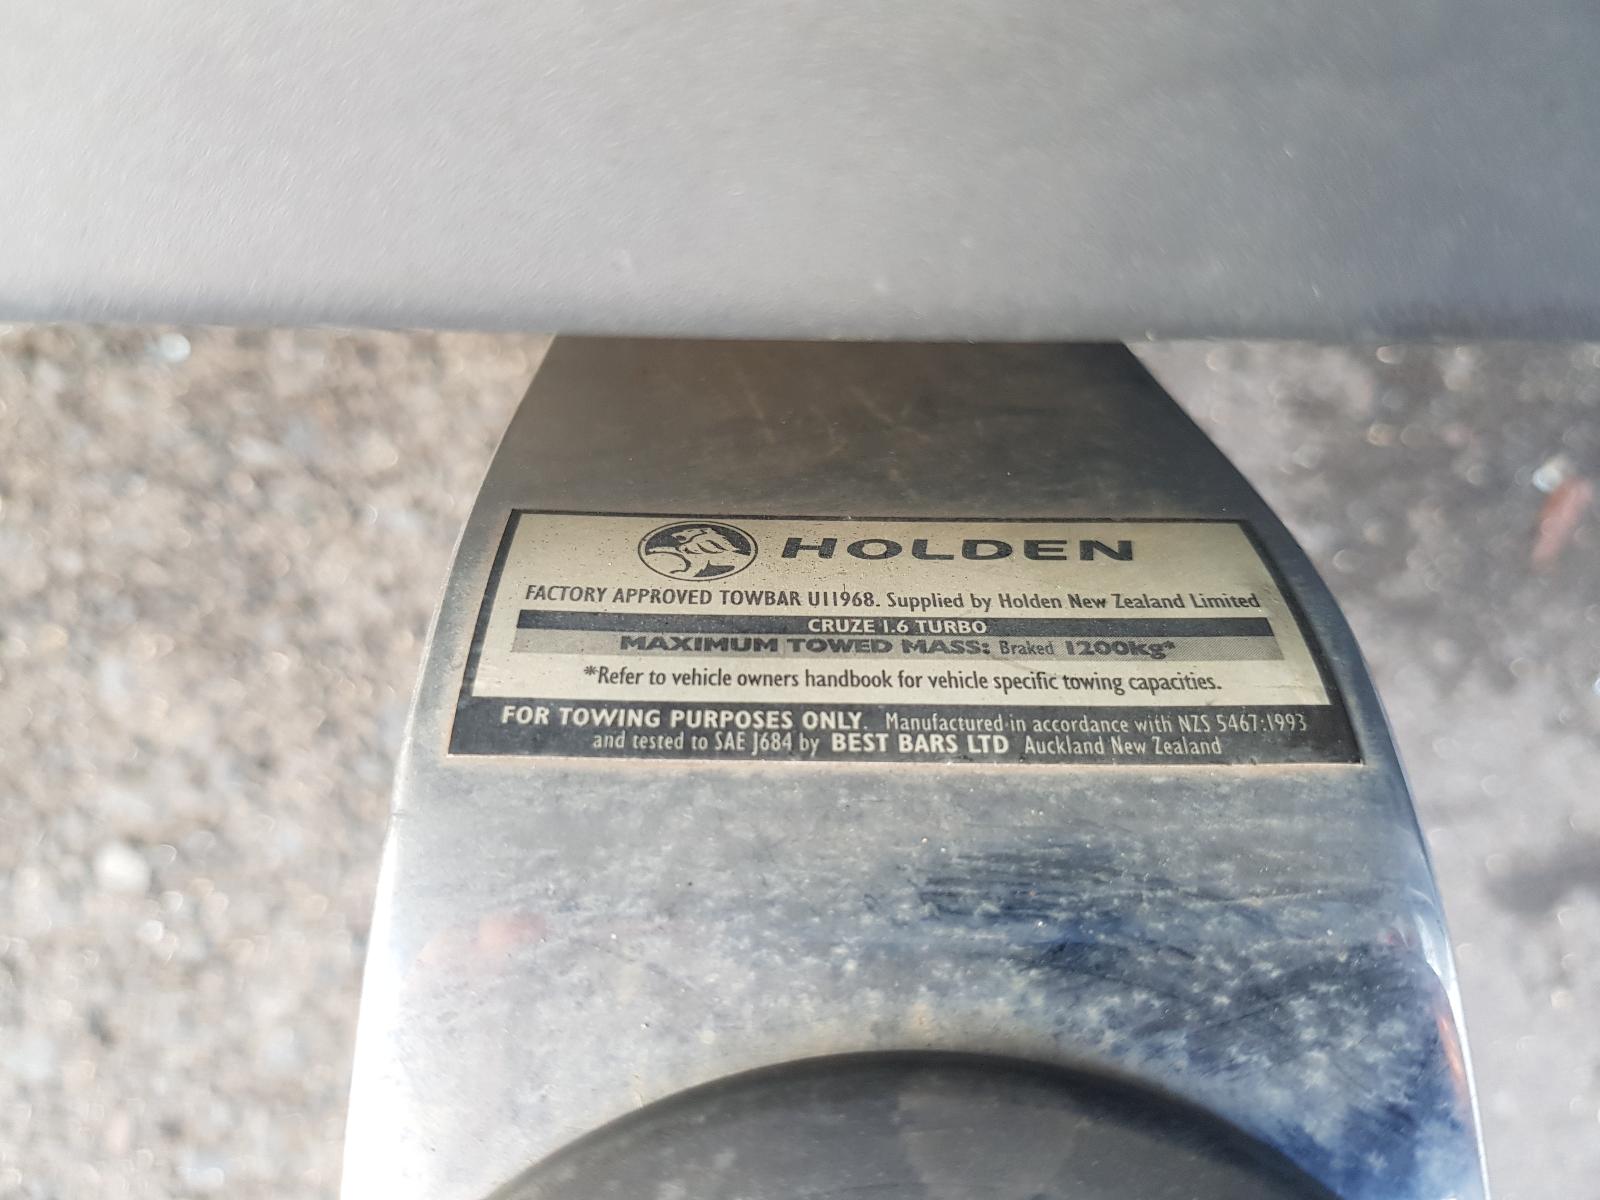 HOLDEN
FACTORY APPROVED TOWBAR U11968. Supplied by Holden New Zealand Limited
CRUZE 1.6 TURBO
MAXIMUM TOWED MASS: Braked 1200kg*
*Refer to vehicle owners handbook for vehicle specific towing capacities.
FOR TOWING PURPOSES ONLY. Manufactured in accordance with NZS 5467:1993
and tested to SAE J684 by BEST BARS LTD Auckland New Zealand